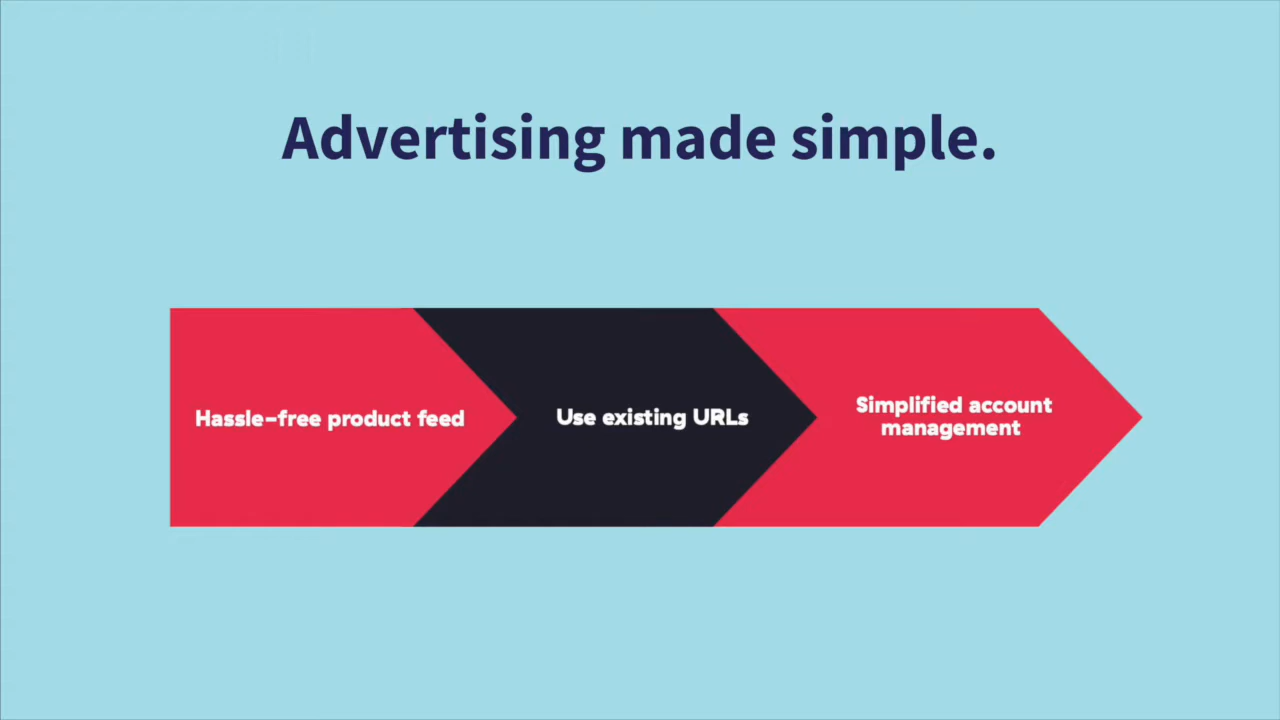 Advertising made simple.
Hassle-free product feed
Use existing URLs
Simplified account
management